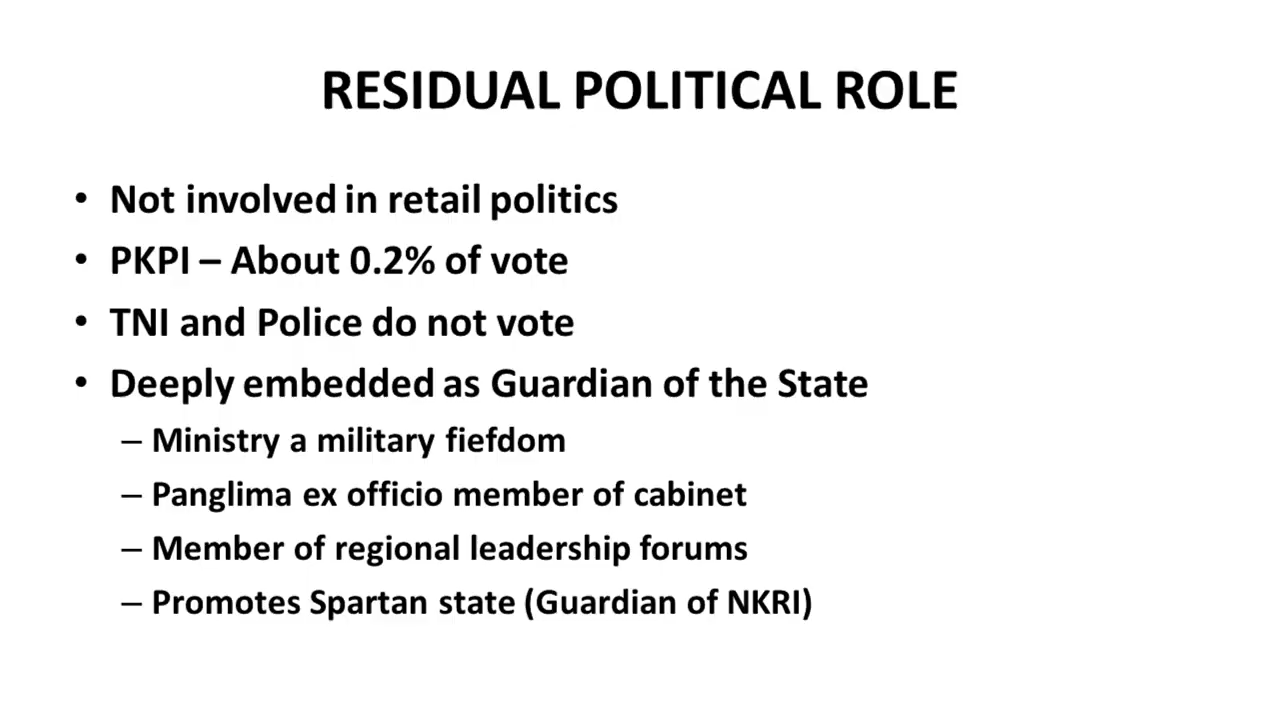 RESIDUAL POLITICAL ROLE
• Not involved in retail politics
• PKPI – About 0.2% of vote
• TNI and Police do not vote
• Deeply embedded as Guardian of the State
– Ministry a military fiefdom
– Panglima ex officio member of cabinet
– Member of regional leadership forums
– Promotes Spartan state (Guardian of NKRI)